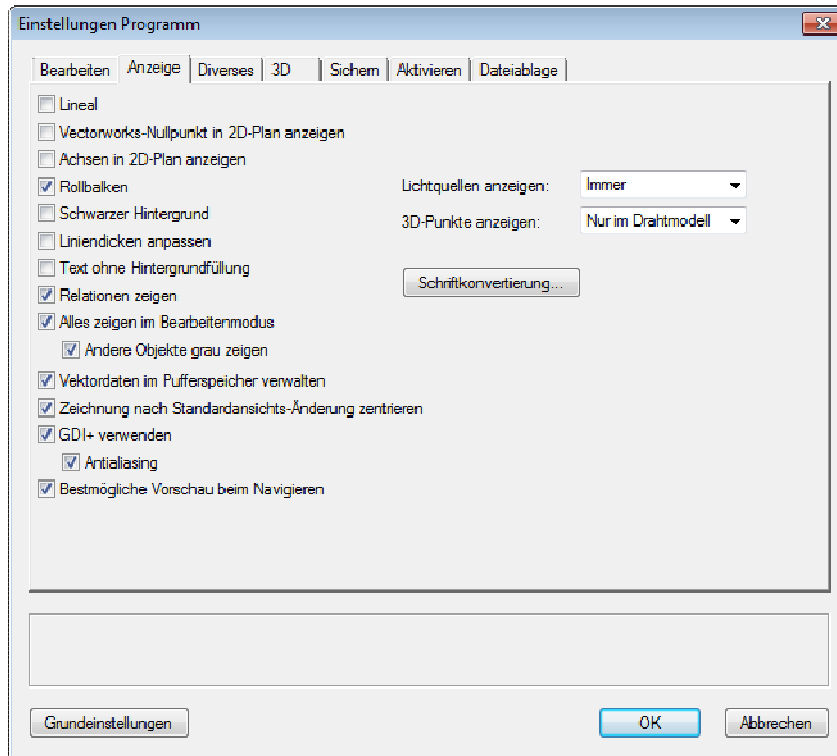 Einstellungen Programm
Bearbeiten Anzeige Diverses 3D Sichern Aktivieren Dateiablage
Lineal
Vectorworks-Nullpunkt in 2D-Plan anzeigen
Achsen in 2D-Plan anzeigen
Rollbalken
Lichtquellen anzeigen: Immer
Schwarzer Hintergrund
3D-Punkte anzeigen: Nur im Drahtmodell
Liniendicken anpassen
Text ohne Hintergrundfüllung
Schriftkonvertierung...
Relationen zeigen
Alles zeigen im Bearbeitenmodus
Andere Objekte grau zeigen
Vektordaten im Pufferspeicher verwalten
Zeichnung nach Standardansichts-Änderung zentrieren
GDI+ verwenden
Antialiasing
Bestmögliche Vorschau beim Navigieren
Grundeinstellungen OK Abbrechen